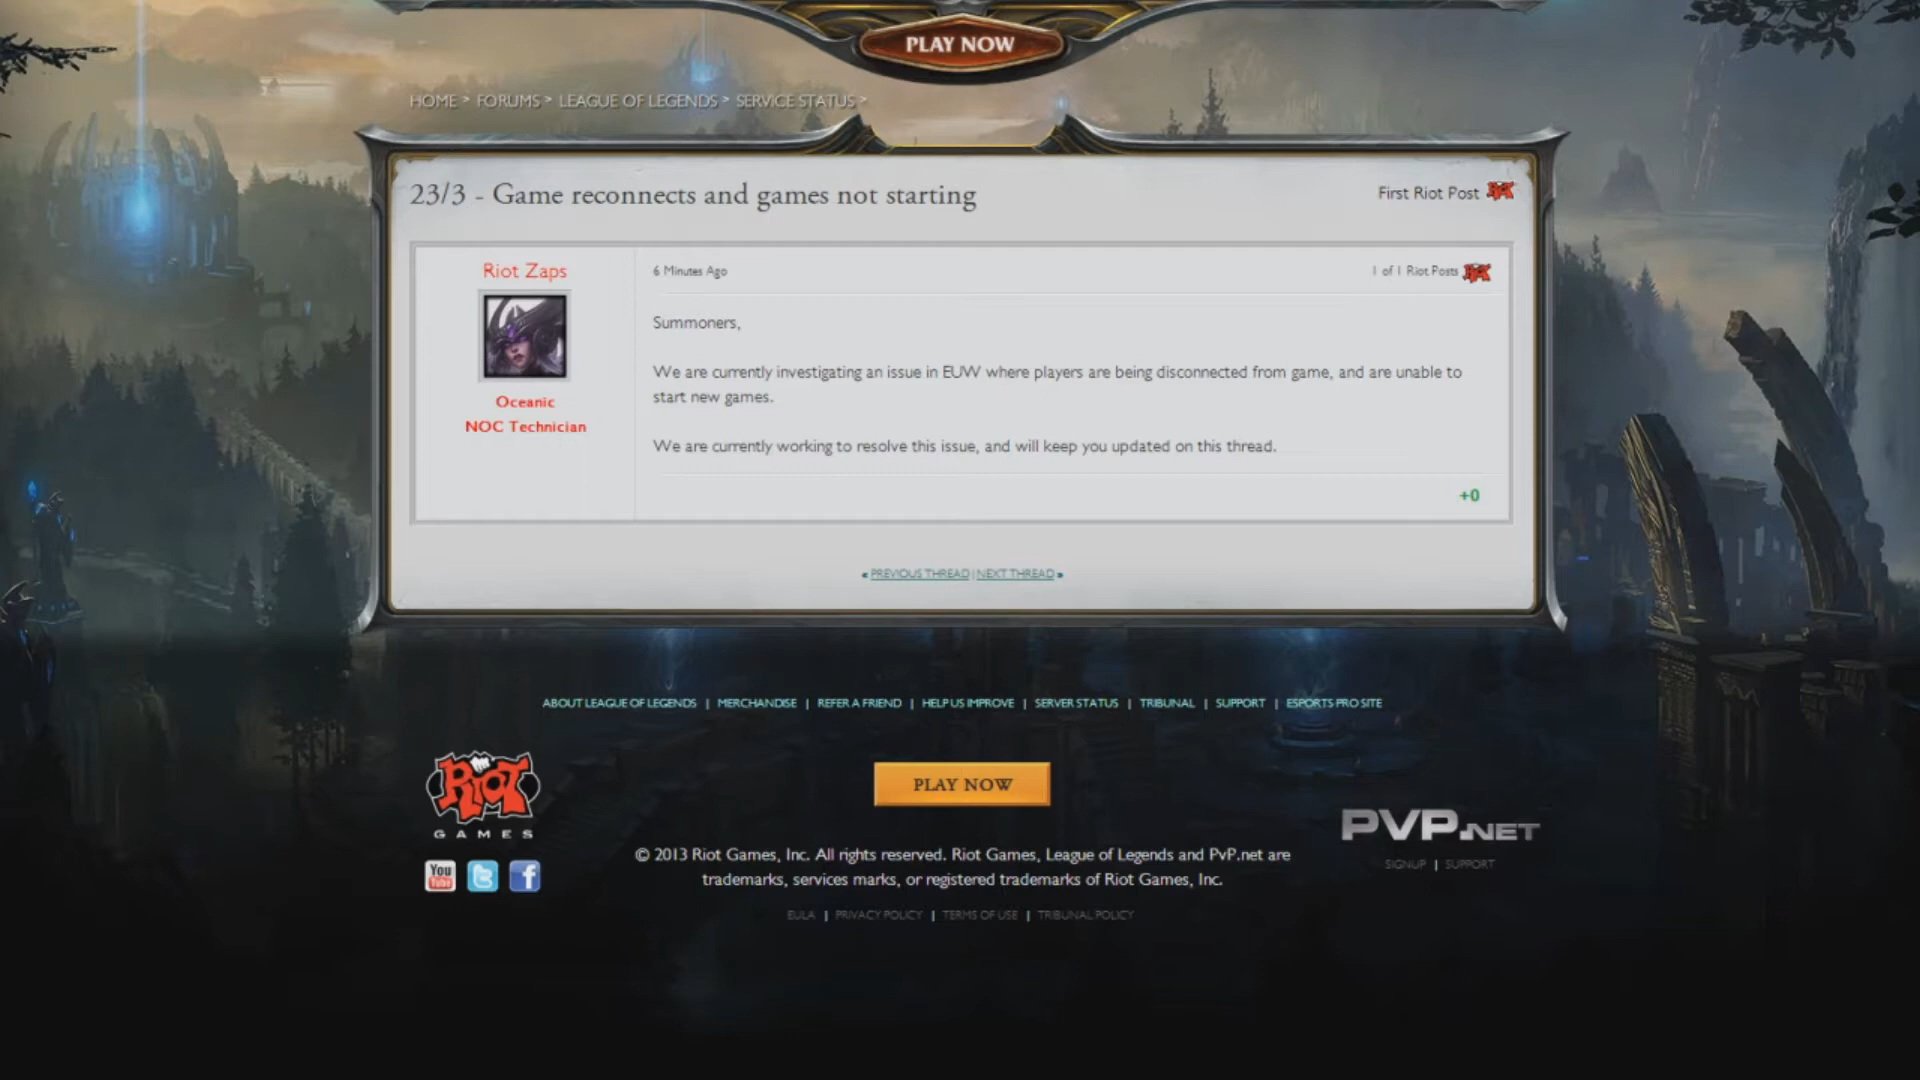 PLAY NOW
HOME > FORUMS > LEAGUE OF LEGENDS > SERVICE STATUS >
23/3 - Game reconnects and games not starting
First Riot Post
Riot Zaps
6 Minutes Ago
1 of 1 Riot Posts
Oceanic
NOC Technician
Summoners,
We are currently investigating an issue in EUW where players are being disconnected from game, and are unable to
start new games.
We are currently working to resolve this issue, and will keep you updated on this thread.
+0
« PREVIOUS THREAD | NEXT THREAD »
ABOUT LEAGUE OF LEGENDS | MERCHANDISE | REFER A FRIEND | HELP US IMPROVE | SERVER STATUS | TRIBUNAL | SUPPORT | ESPORTS PRO SITE
RIOT
GAMES
PLAY NOW
PVP.NET
SIGNUP | SUPPORT
You
Tube
© 2013 Riot Games, Inc. All rights reserved. Riot Games, League of Legends and PvP.net are
trademarks, services marks, or registered trademarks of Riot Games, Inc.
EULA | PRIVACY POLICY | TERMS OF USE | TRIBUNAL POLICY